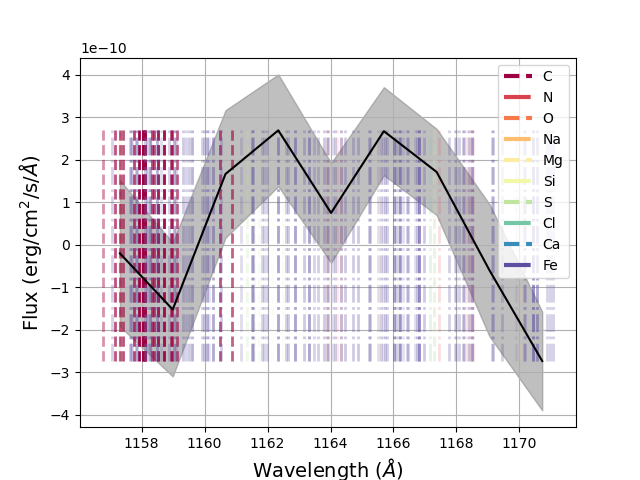 1e−10
4
3
2
1
0
−1
−2
−3
−4
Flux (erg/cm²/s/Å)
1158 1160 1162 1164 1166 1168 1170
Wavelength (Å)
C
N
O
Na
Mg
Si
S
Cl
Ca
Fe